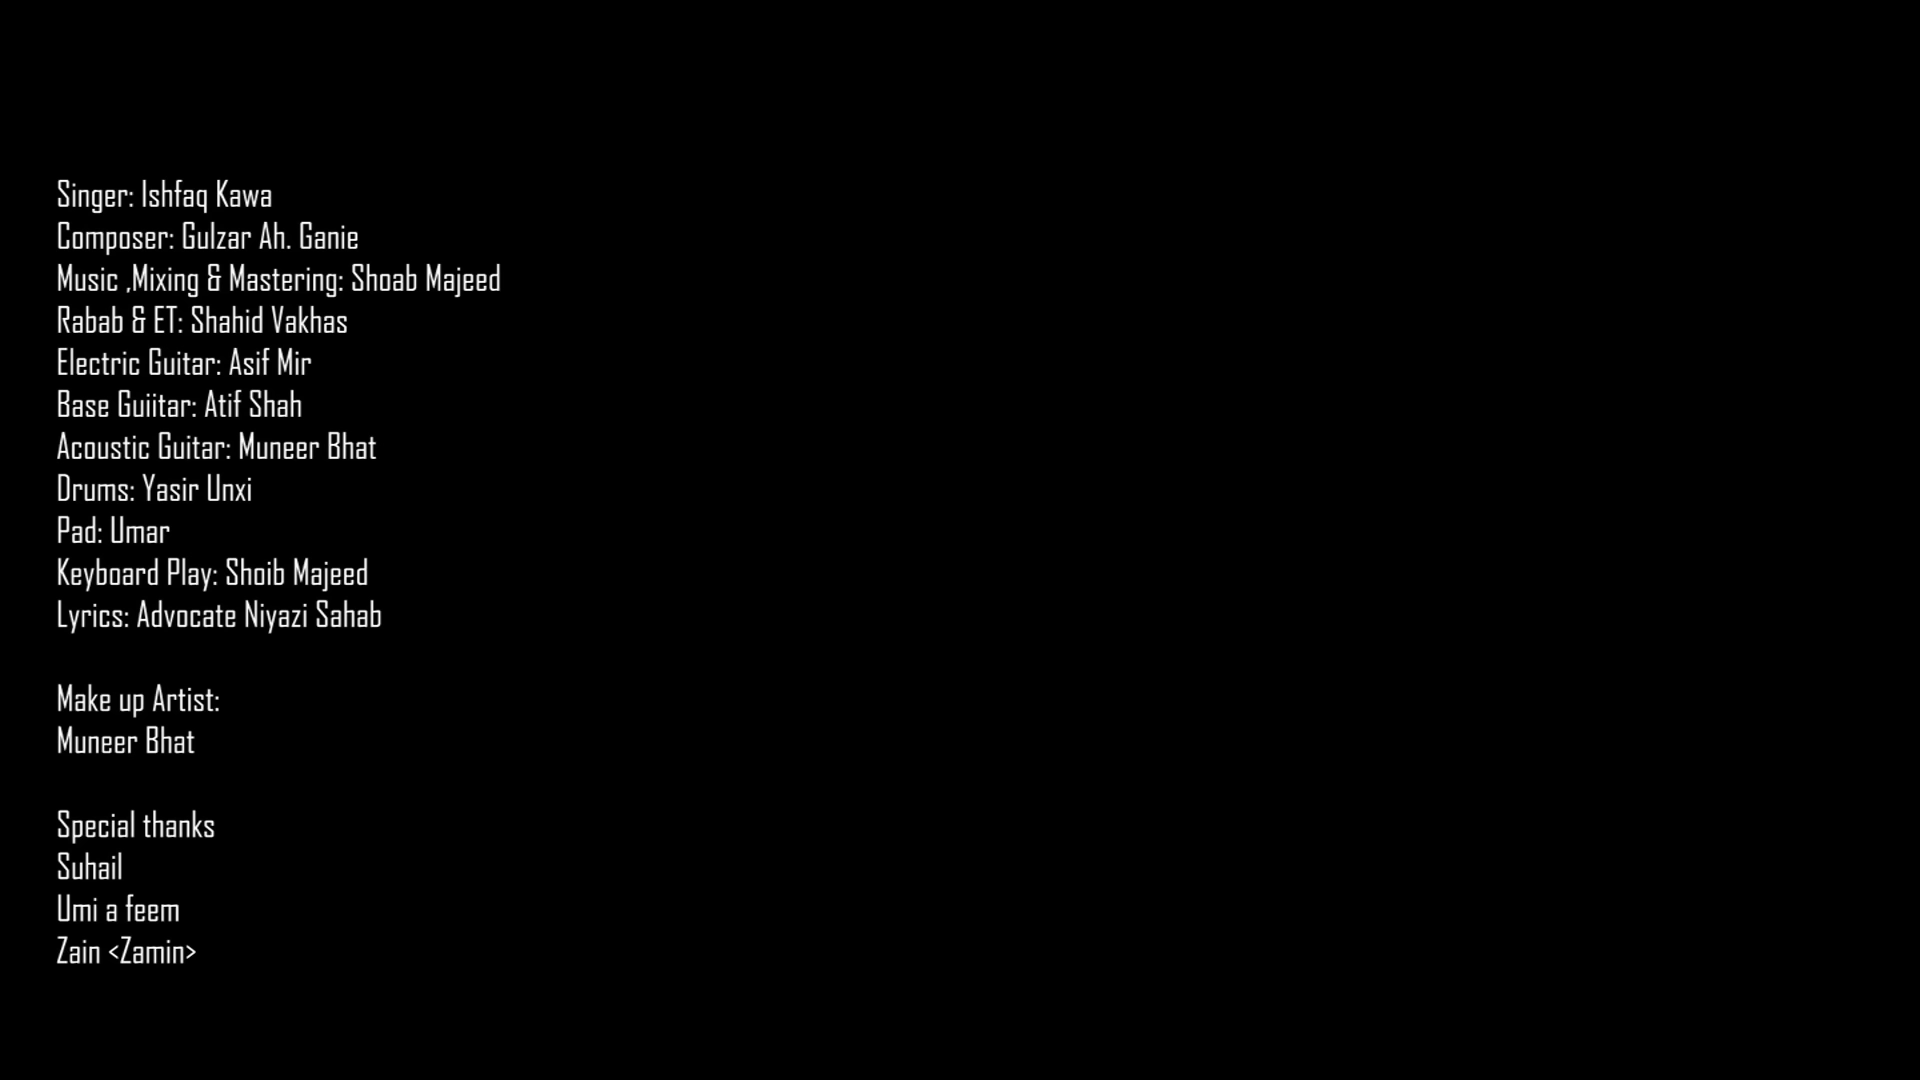 Singer: Ishfaq Kawa
Composer: Gulzar Ah. Ganie
Music ,Mixing & Mastering: Shoab Majeed
Rabab & ET: Shahid Vakhas
Electric Guitar: Asif Mir
Base Guiitar: Atif Shah
Acoustic Guitar: Muneer Bhat
Drums: Yasir Unxi
Pad: Umar
Keyboard Play: Shoib Majeed
Lyrics: Advocate Niyazi Sahab
Make up Artist:
Muneer Bhat
Special thanks
Suhail
Umi a feem
Zain <Zamin>